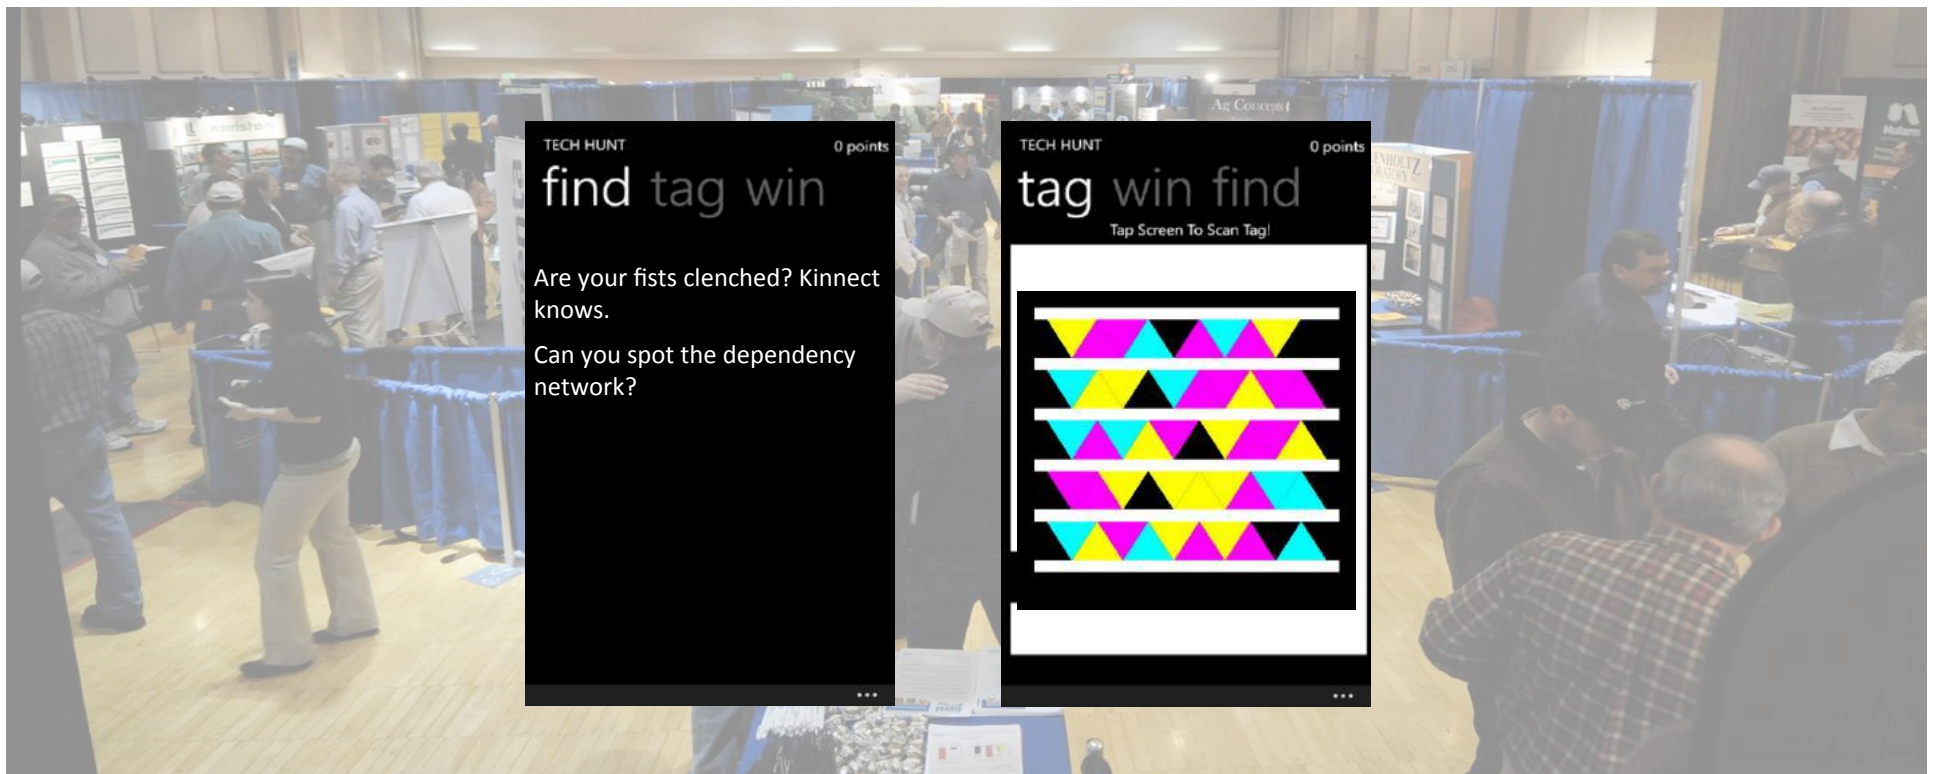 Ag Concepts
Nufarm
TECH HUNT
0 points
find tag win
Are your fists clenched? Kinnect
knows.
Can you spot the dependency
network?
TECH HUNT
0 points
tag win find
Tap Screen To Scan Tag!